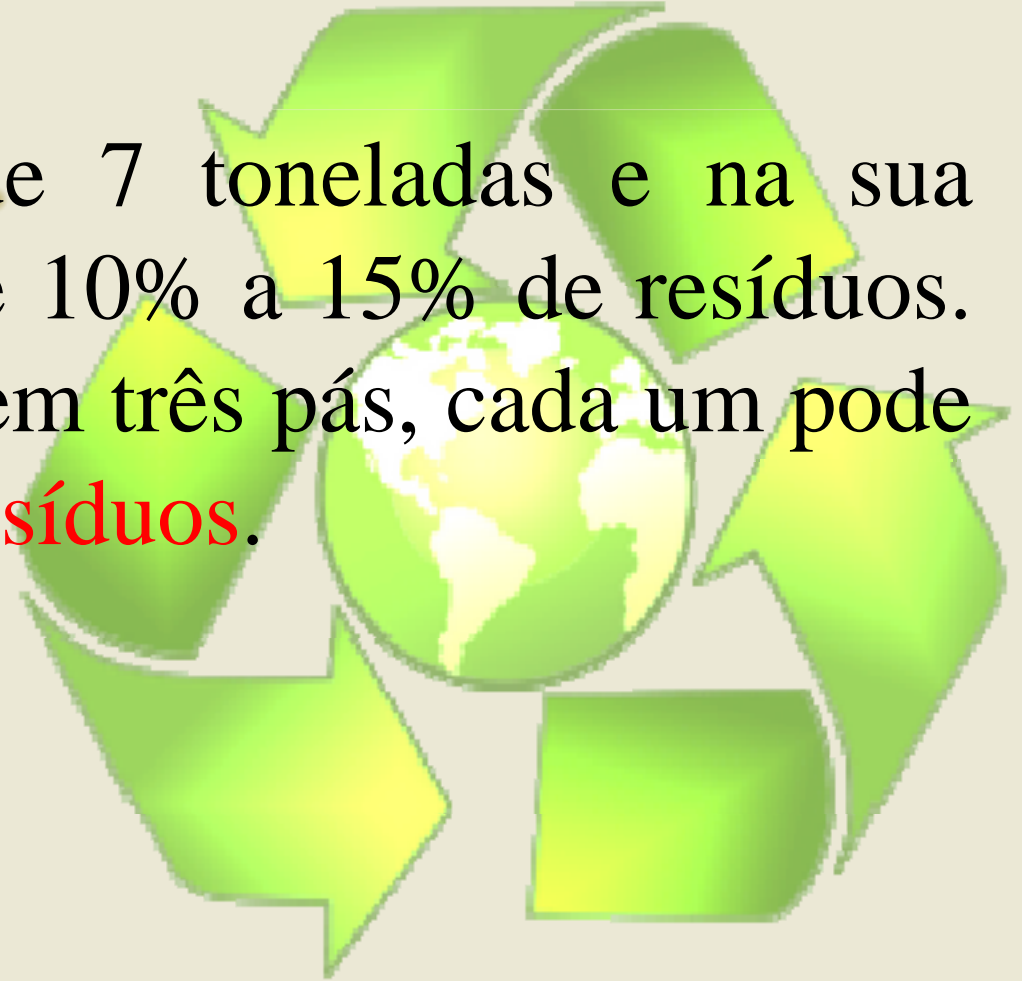 e 7 toneladas e na sua
10% a 15% de resíduos.
em três pás, cada um pode
síduos.